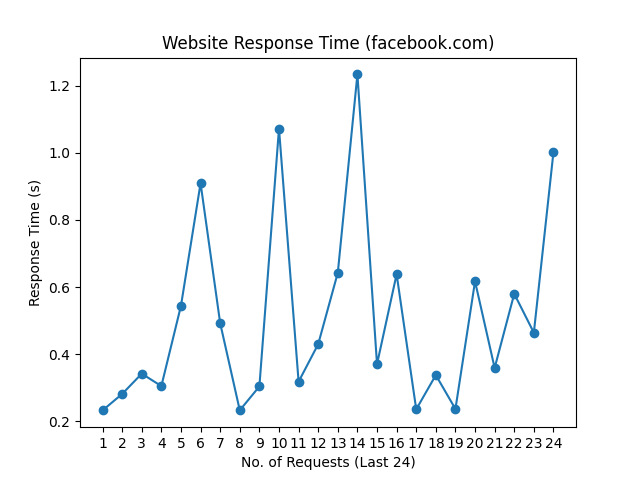 Website Response Time (facebook.com)
Response Time (s)
1.2
1.0
0.8
0.6
0.4
0.2
1 2 3 4 5 6 7 8 9 10 11 12 13 14 15 16 17 18 19 20 21 22 23 24
No. of Requests (Last 24)